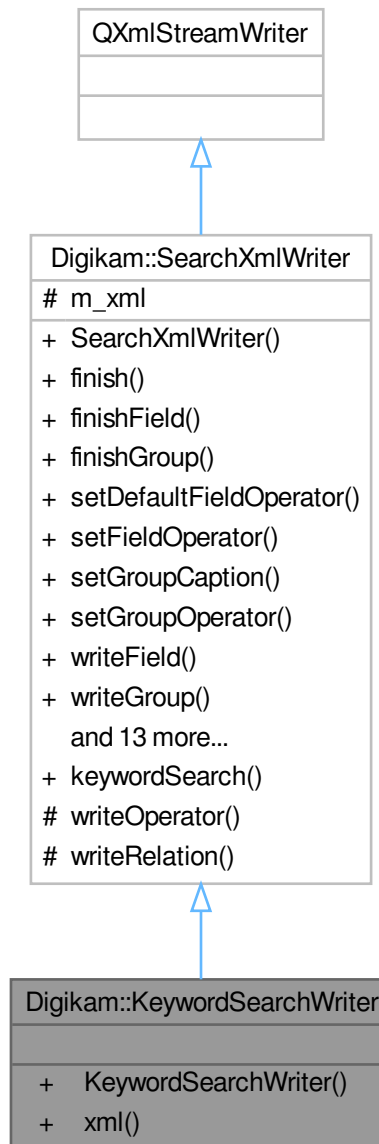 QXmlStreamWriter
Digikam::SearchXmlWriter
# m_xml
+ SearchXmlWriter()
+ finish()
+ finishField()
+ finishGroup()
+ setDefaultFieldOperator()
+ setFieldOperator()
+ setGroupCaption()
+ setGroupOperator()
+ writeField()
+ writeGroup()
and 13 more...
+ keywordSearch()
# writeOperator()
# writeRelation()
Digikam::KeywordSearchWriter
+ KeywordSearchWriter()
+ xml()